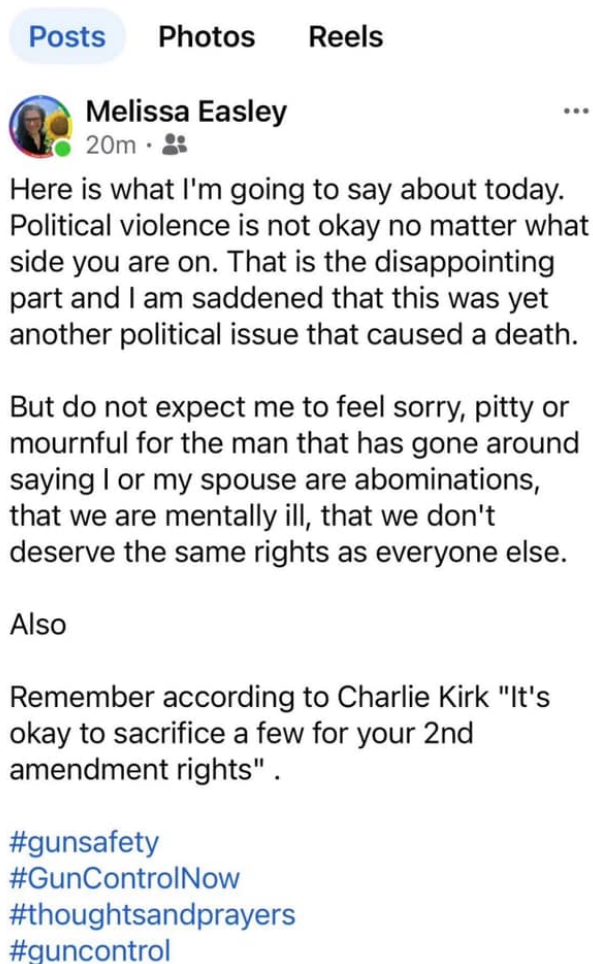 Posts Photos Reels
Melissa Easley
20m ·
Here is what I'm going to say about today.
Political violence is not okay no matter what
side you are on. That is the disappointing
part and I am saddened that this was yet
another political issue that caused a death.
But do not expect me to feel sorry, pitty or
mournful for the man that has gone around
saying I or my spouse are abominations,
that we are mentally ill, that we don't
deserve the same rights as everyone else.
Also
Remember according to Charlie Kirk "It's
okay to sacrifice a few for your 2nd
amendment rights" .
#gunsafety
#GunControlNow
#thoughtsandprayers
#guncontrol